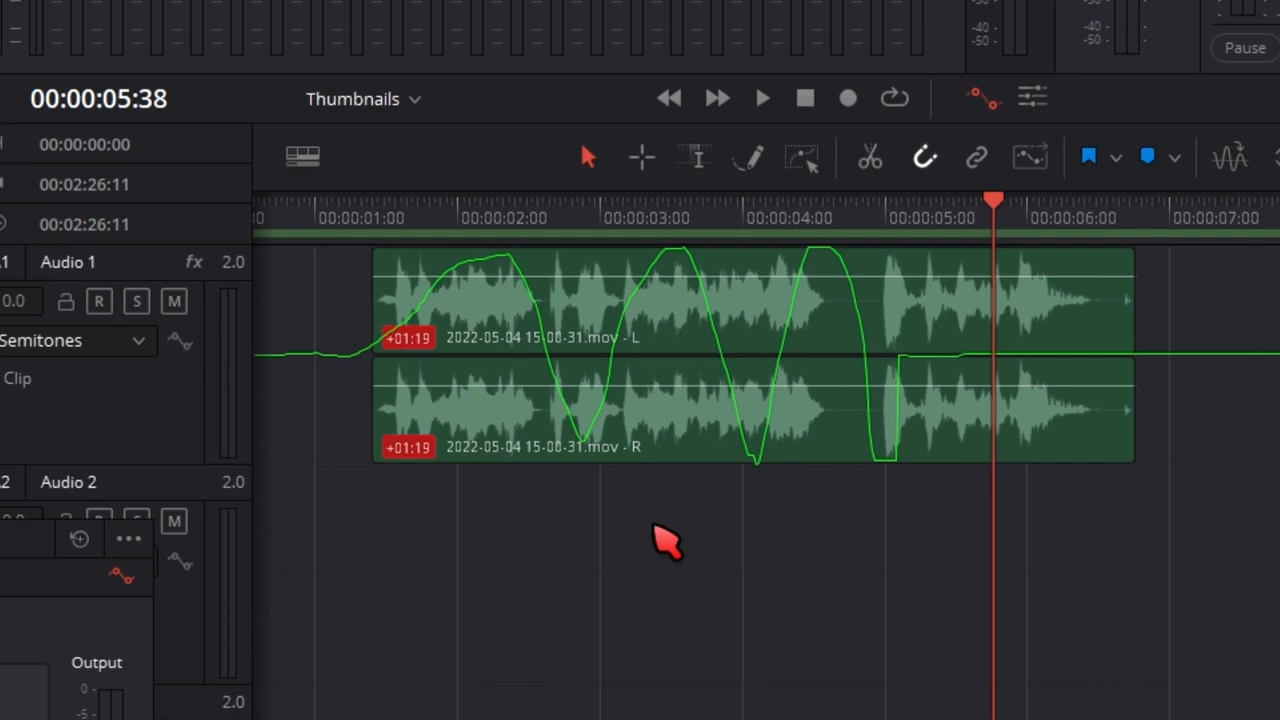 -40 -
-50 -
-40 -
-50 -
Pause
00:00:05:38
Thumbnails
00:00:00:00
00:02:26:11
00:02:26:11
00:00:01:00
00:00:02:00
00:00:03:00
00:00:04:00
00:00:05:00
00:00:06:00
00:00:07:00
Audio 1
fx
2.0
0.0
R
S
M
Semitones
Clip
+01:19
2022-05-04 15-08-31.mov - L
+01:19
2022-05-04 15-08-31.mov - R
Audio 2
2.0
M
Output
0 -
-5 -
2.0